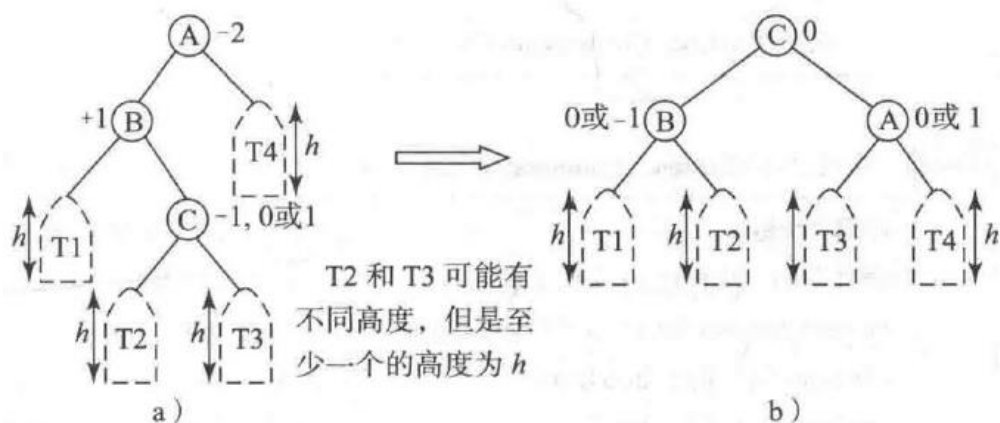 A -2
C 0
+1 B
0或-1 B
A 0或1
T4 h
h T1
C -1, 0或1
h T1
h T2
h T3
T4 h
T2 和 T3 可能有
不同高度，但是至
少一个的高度为 h
h T2
h T3
a）
b）